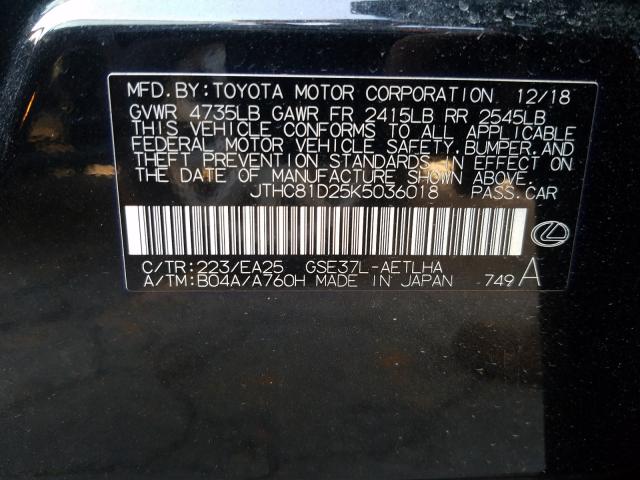 MFD.BY:TOYOTA MOTOR CORPORATION 12/18
GVWR 4735LB GAWR FR 2415LB RR 2545LB
THIS VEHICLE CONFORMS TO ALL APPLICABLE
FEDERAL MOTOR VEHICLE SAFETY,BUMPER,AND
THEFT PREVENTION STANDARDS IN EFFECT ON
THE DATE OF MANUFACTURE SHOWN ABOVE.
JTHC81D25K5036018 PASS.CAR
C/TR:223/EA25 GSE37L-AETLHA
A/TM:B04A/A760H MADE IN JAPAN 749 A